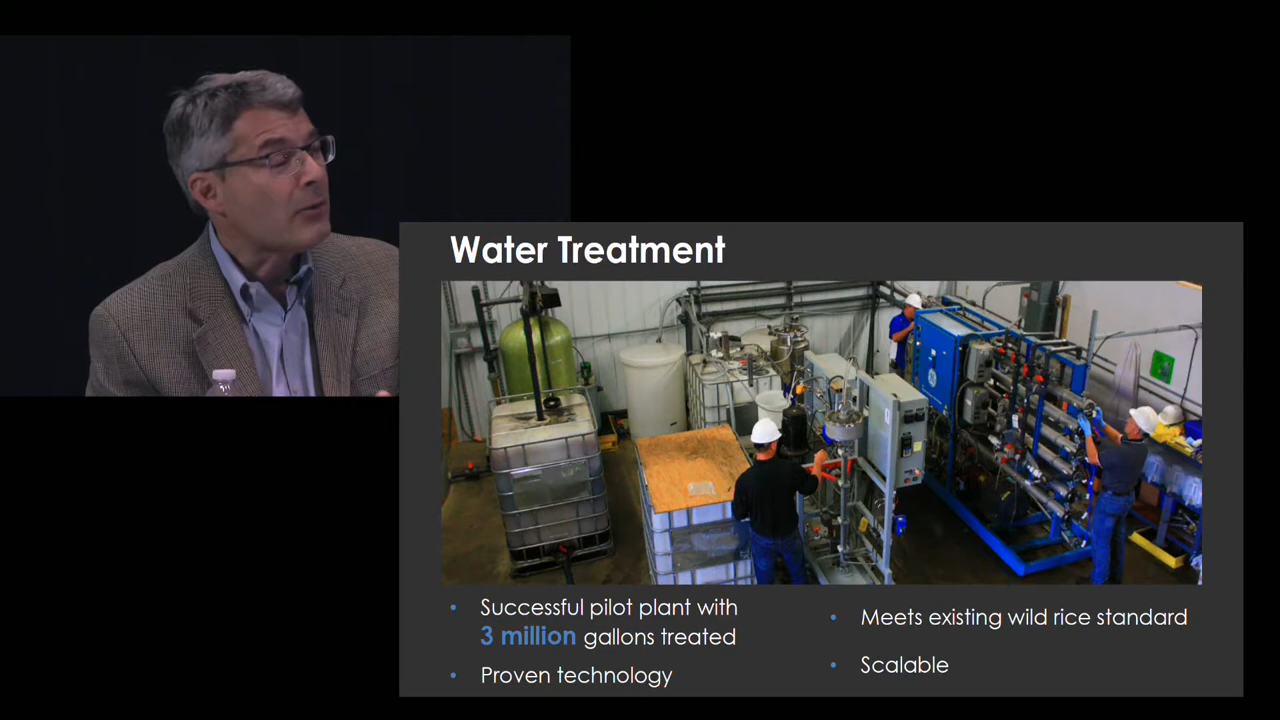 Water Treatment
• Successful pilot plant with
3 million gallons treated
• Proven technology
• Meets existing wild rice standard
• Scalable